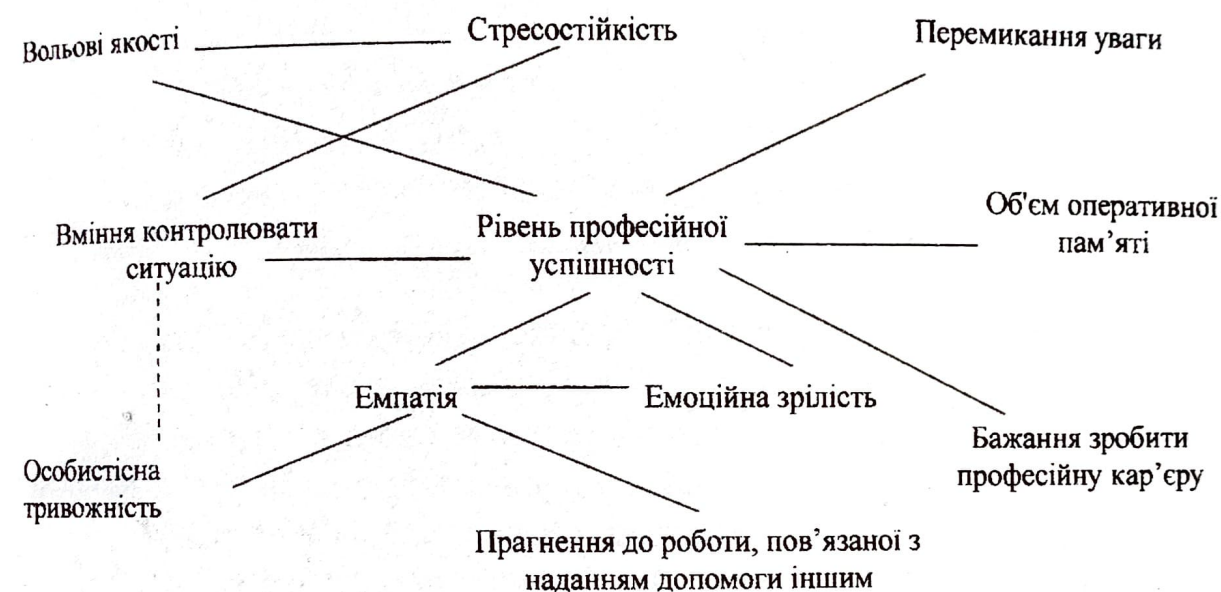 Вольові якості
Стресостійкість
Перемикання уваги
Вміння контролювати
ситуацію
Рівень професійної
успішності
Об'єм оперативної
пам’яті
Емпатія
Емоційна зрілість
Бажання зробити
професійну кар’єру
Особистісна
тривожність
Прагнення до роботи, пов’язаної з
наданням допомоги іншим